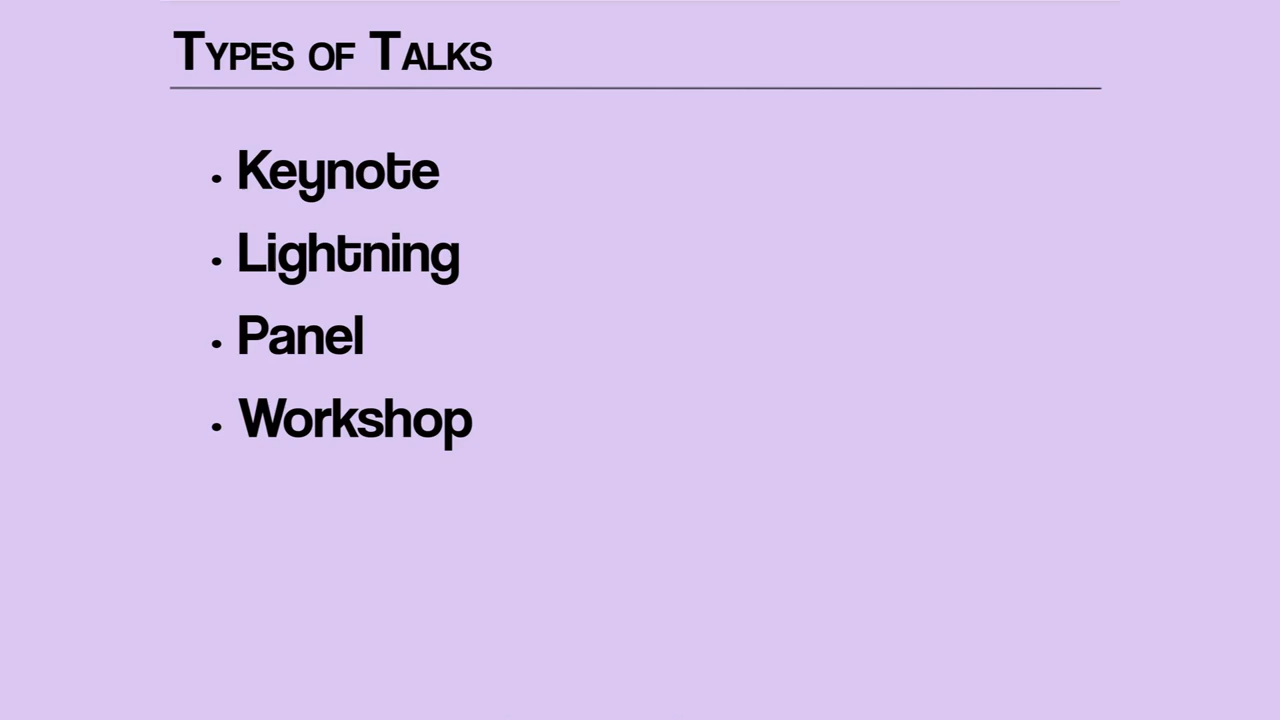 Types of Talks
• Keynote
• Lightning
• Panel
• Workshop